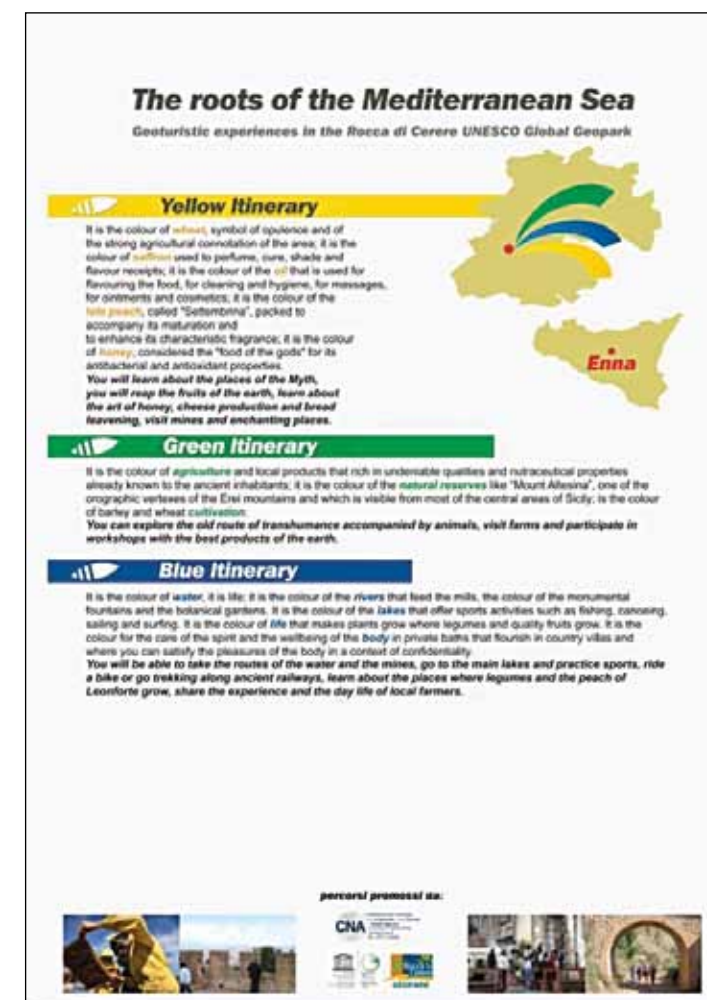 The roots of the Mediterranean Sea
Geoturistic experiences in the Rocca di Cerere UNESCO Global Geopark
Yellow Itinerary
It is the colour of wheat, symbol of opulence and of
the strong agricultural connotation of the area; it is the
colour of saffron used to perfume, cure, shade and
flavour receipts; it is the colour of the oil that is used for
flavouring the food, for cleaning and hygiene, for massages,
for ointments and cosmetics; it is the colour of the
late peach, called "Settembrina", packed to
accompany its maturation and
to enhance its characteristic fragrance; it is the colour
of honey, considered the "food of the gods" for its
antibacterial and antioxidant properties.
You will learn about the places of the Myth,
you will reap the fruits of the earth, learn about
the art of honey, cheese production and bread
leavening, visit mines and enchanting places.
Enna
Green Itinerary
It is the colour of agriculture and local products that rich in undeniable qualities and nutraceutical properties
already known to the ancient inhabitants; it is the colour of the natural reserves like "Mount Altesina", one of the
orographic vertexes of the Erei mountains and which is visible from most of the central areas of Sicily; is the colour
of barley and wheat cultivation.
You can explore the old route of transhumance accompanied by animals, visit farms and participate in
workshops with the best products of the earth.
Blue Itinerary
It is the colour of water, it is life; it is the colour of the rivers that feed the mills, the colour of the monumental
fountains and the botanical gardens. It is the colour of the lakes that offer sports activities such as fishing, canoeing,
sailing and surfing. It is the colour of life that makes plants grow where legumes and quality fruits grow. It is the
colour for the care of the spirit and the wellbeing of the body in private baths that flourish in country villas and
where you can satisfy the pleasures of the body in a context of confidentiality.
You will be able to take the routes of the water and the mines, go to the main lakes and practice sports, ride
a bike or go trekking along ancient railways, learn about the places where legumes and the peach of
Leonforte grow, share the experience and the day life of local farmers.
percorsi promossi da:
CNA
GEOPARK